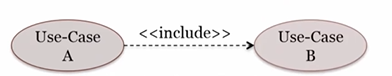 <<include>>
Use-Case
A
Use-Case
B